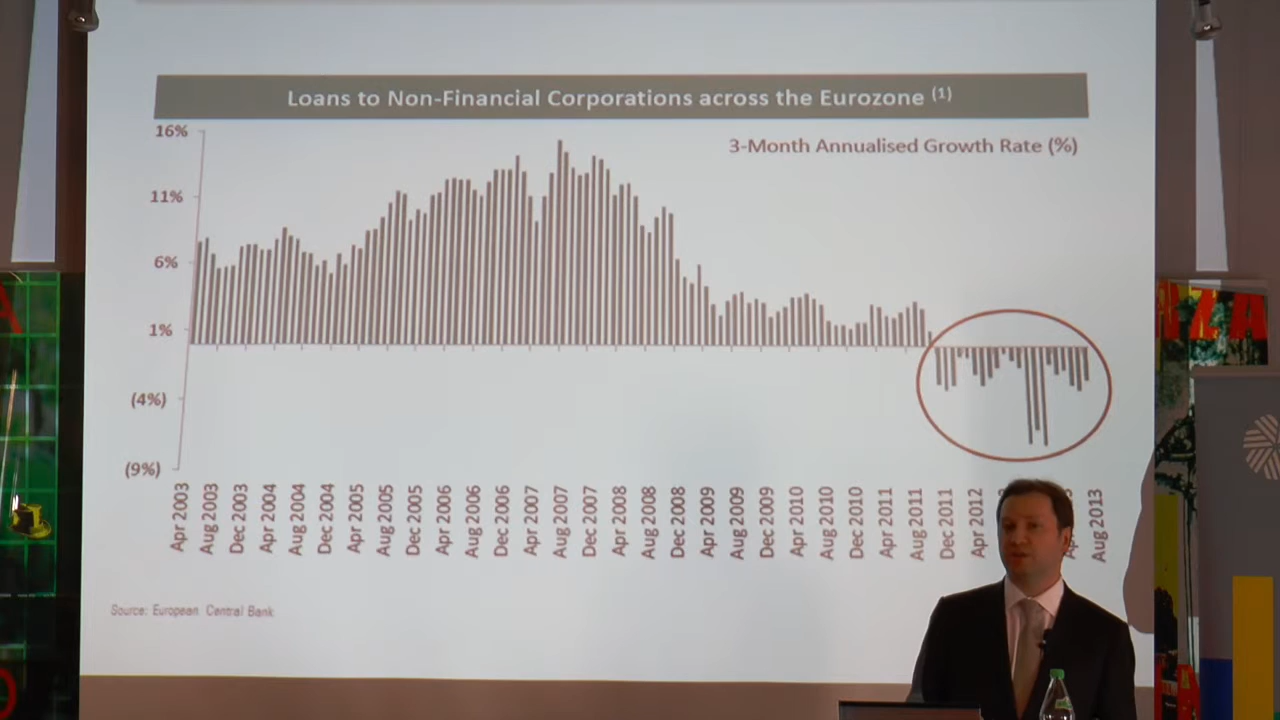 Loans to Non-Financial Corporations across the Eurozone (1)
16%
3-Month Annualised Growth Rate (%)
11%
6%
1%
(4%)
(9%)
Apr 2003
Aug 2003
Dec 2003
Apr 2004
Aug 2004
Dec 2004
Apr 2005
Aug 2005
Dec 2005
Apr 2006
Aug 2006
Dec 2006
Apr 2007
Aug 2007
Dec 2007
Apr 2008
Aug 2008
Dec 2008
Apr 2009
Aug 2009
Dec 2009
Apr 2010
Aug 2010
Dec 2010
Apr 2011
Aug 2011
Dec 2011
Apr 2012
Aug 2013
Source: European Central Bank